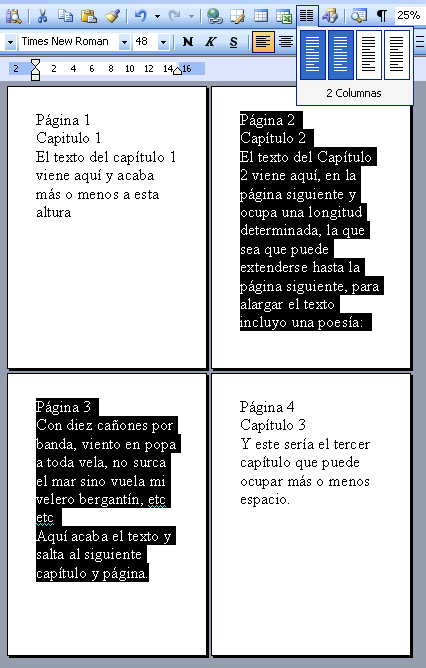 25%
Times New Roman
48
N K S
2 2 4 6 8 10 12 14 16
2 Columnas
Página 1
Capitulo 1
El texto del capítulo 1
viene aquí y acaba
más o menos a esta
altura
Página 2
Capítulo 2
El texto del Capítulo
2 viene aquí, en la
página siguiente y
ocupa una longitud
determinada, la que
sea que puede
extenderse hasta la
página siguiente, para
alargar el texto
incluyo una poesía:
Página 3
Con diez cañones por
banda, viento en popa
a toda vela, no surca
el mar sino vuela mi
velero bergantín, etc
etc
Aquí acaba el texto y
salta al siguiente
capítulo y página.
Página 4
Capítulo 3
Y este sería el tercer
capítulo que puede
ocupar más o menos
espacio.